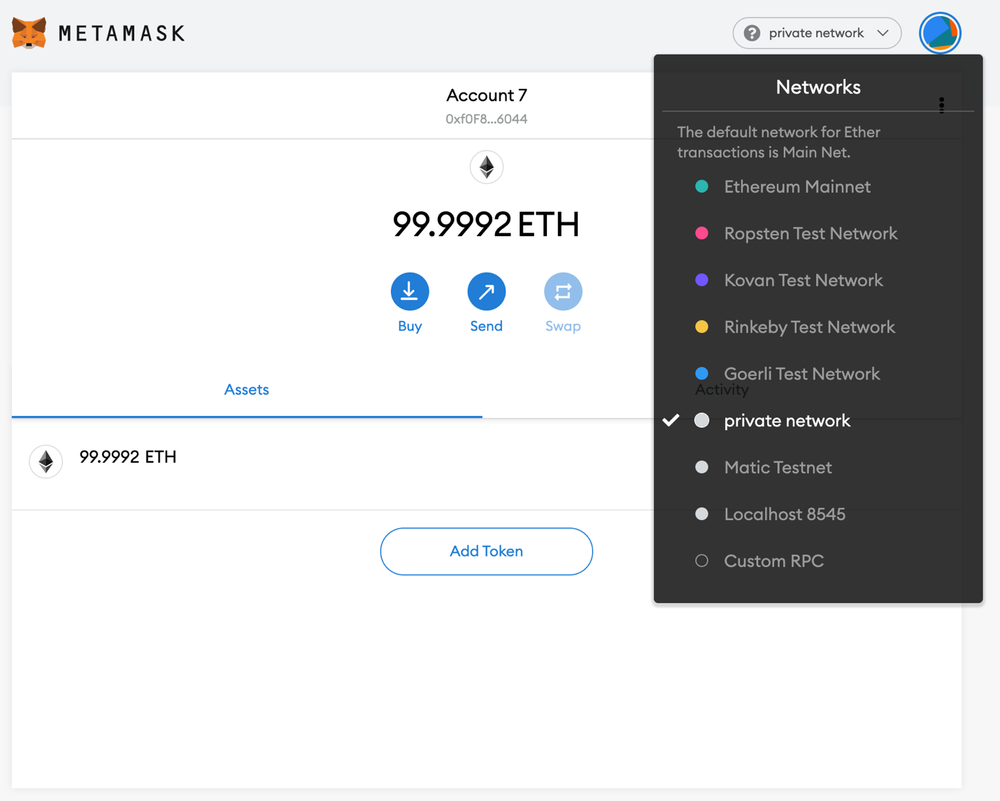 METAMASK
? private network
Account 7
0xf0F8...6044
99.9992 ETH
Buy
Send
Swap
Assets
Activity
99.9992 ETH
Add Token
Networks
The default network for Ether
transactions is Main Net.
Ethereum Mainnet
Ropsten Test Network
Kovan Test Network
Rinkeby Test Network
Goerli Test Network
private network
Matic Testnet
Localhost 8545
Custom RPC